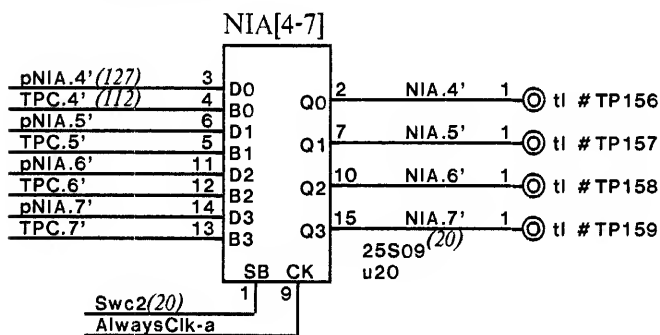 NIA[4-7]
pNIA.4' (127) 3 D0
TPC.4' (112) 4 B0
pNIA.5' 6 D1
TPC.5' 5 B1
pNIA.6' 11 D2
TPC.6' 12 B2
pNIA.7' 14 D3
TPC.7' 13 B3
Q0 2 NIA.4' 1 tl #TP156
Q1 7 NIA.5' 1 tl #TP157
Q2 10 NIA.6' 1 tl #TP158
Q3 15 NIA.7' (20) 1 tl #TP159
25S09
u20
SB CK
1 9
Swc2(20)
AlwaysClk-a